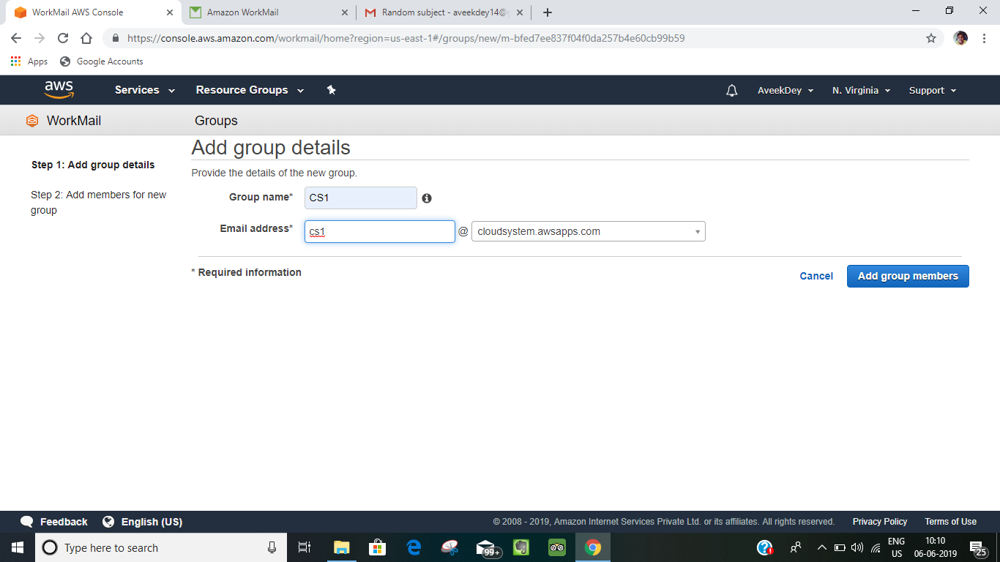 WorkMail AWS Console
Amazon WorkMail
Random subject - aveekdey14@
https://console.aws.amazon.com/workmail/home?region=us-east-1#/groups/new/m-bfed7ee837f04f0da257b4e60cb99b59
Apps
Google Accounts
aws
Services
Resource Groups
AveekDey
N. Virginia
Support
WorkMail
Groups
Add group details
Step 1: Add group details
Provide the details of the new group.
Step 2: Add members for new
group
Group name*
CS1
Email address*
cs1
@
cloudsystem.awsapps.com
* Required information
Cancel
Add group members
Feedback
English (US)
© 2008 - 2019, Amazon Internet Services Private Ltd. or its affiliates. All rights reserved.
Privacy Policy
Terms of Use
Type here to search
99+
ENG
US
10:10
06-06-2019
25